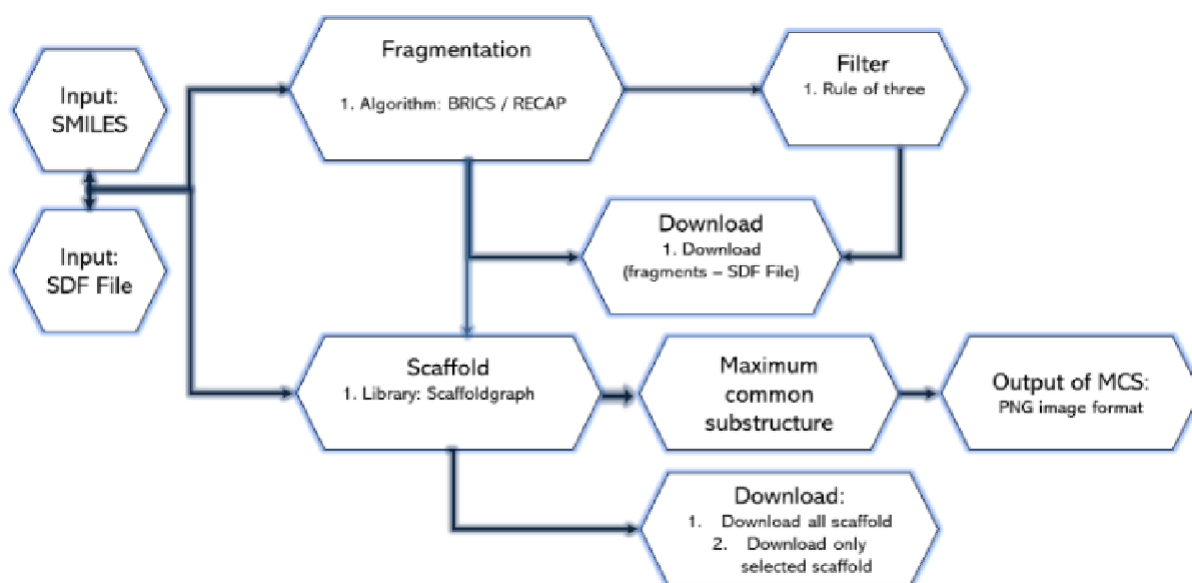 Fragmentation
1. Algorithm: BRICS / RECAP
Filter
1. Rule of three
Input:
SMILES
Input:
SDF File
Download
1. Download
(fragments – SDF File)
Scaffold
1. Library: Scaffoldgraph
Maximum
common
substructure
Output of MCS:
PNG image format
Download:
1. Download all scaffold
2. Download only
selected scaffold